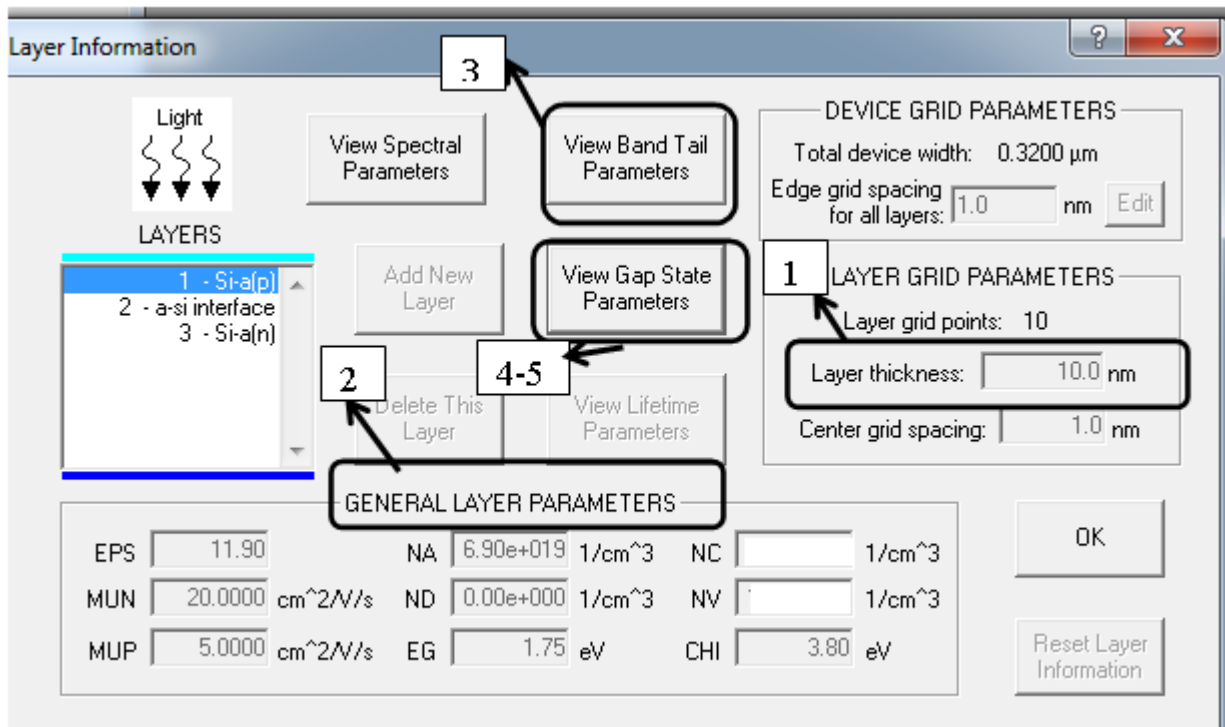 Layer Information
?
X
3
Light
LAYERS
1 - Si-a(p)
2 - a-si interface
3 - Si-a(n)
View Spectral
Parameters
View Band Tail
Parameters
Add New
Layer
View Gap State
Parameters
4-5
2
Delete This
Layer
View Lifetime
Parameters
DEVICE GRID PARAMETERS
Total device width: 0.3200 µm
Edge grid spacing
for all layers: 1.0 nm Edit
1
LAYER GRID PARAMETERS
Layer grid points: 10
Layer thickness: 10.0 nm
Center grid spacing: 1.0 nm
GENERAL LAYER PARAMETERS
EPS 11.90 NA 6.90e+019 1/cm^3 NC 1/cm^3
MUN 20.0000 cm^2/V/s ND 0.00e+000 1/cm^3 NV 1/cm^3
MUP 5.0000 cm^2/V/s EG 1.75 eV CHI 3.80 eV
OK
Reset Layer
Information